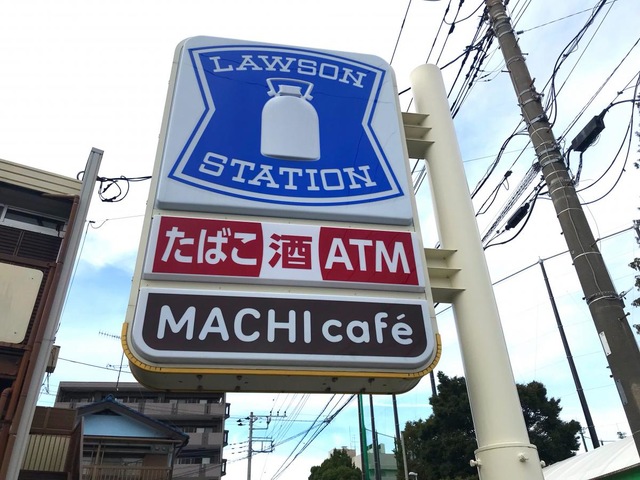 LAWSON
STATION
たばこ 酒 ATM
MACHI café